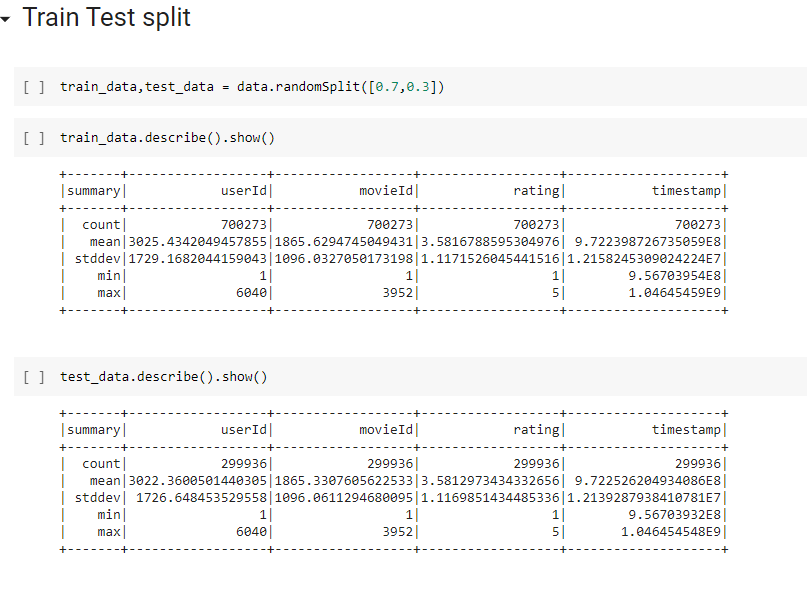 Train Test split
[ ] train_data,test_data = data.randomSplit([0.7,0.3])
[ ] train_data.describe().show()
+-------+------------------+------------------+------------------+--------------------+
|summary|            userId|           movieId|            rating|           timestamp|
+-------+------------------+------------------+------------------+--------------------+
|  count|            700273|            700273|            700273|              700273|
|   mean|3025.4342049457855|1865.6294745049431|3.5816788595304976| 9.722398726735059E8|
| stddev|1729.1682044159043|1096.0327050173198|1.1171526045441516|1.2158245309024224E7|
|    min|                 1|                 1|                 1|         9.56703954E8|
|    max|              6040|              3952|                 5|        1.04645459E9|
+-------+------------------+------------------+------------------+--------------------+
[ ] test_data.describe().show()
+-------+------------------+------------------+------------------+--------------------+
|summary|            userId|           movieId|            rating|           timestamp|
+-------+------------------+------------------+------------------+--------------------+
|  count|            299936|            299936|            299936|              299936|
|   mean|3022.3600501440305|1865.3307605622533|3.5812973434332656| 9.722526204934086E8|
| stddev| 1726.648453529558|1096.0611294680095|1.1169851434485336|1.2139287938410781E7|
|    min|                 1|                 1|                 1|        9.56703932E8|
|    max|              6040|              3952|                 5|       1.046454548E9|
+-------+------------------+------------------+------------------+--------------------+